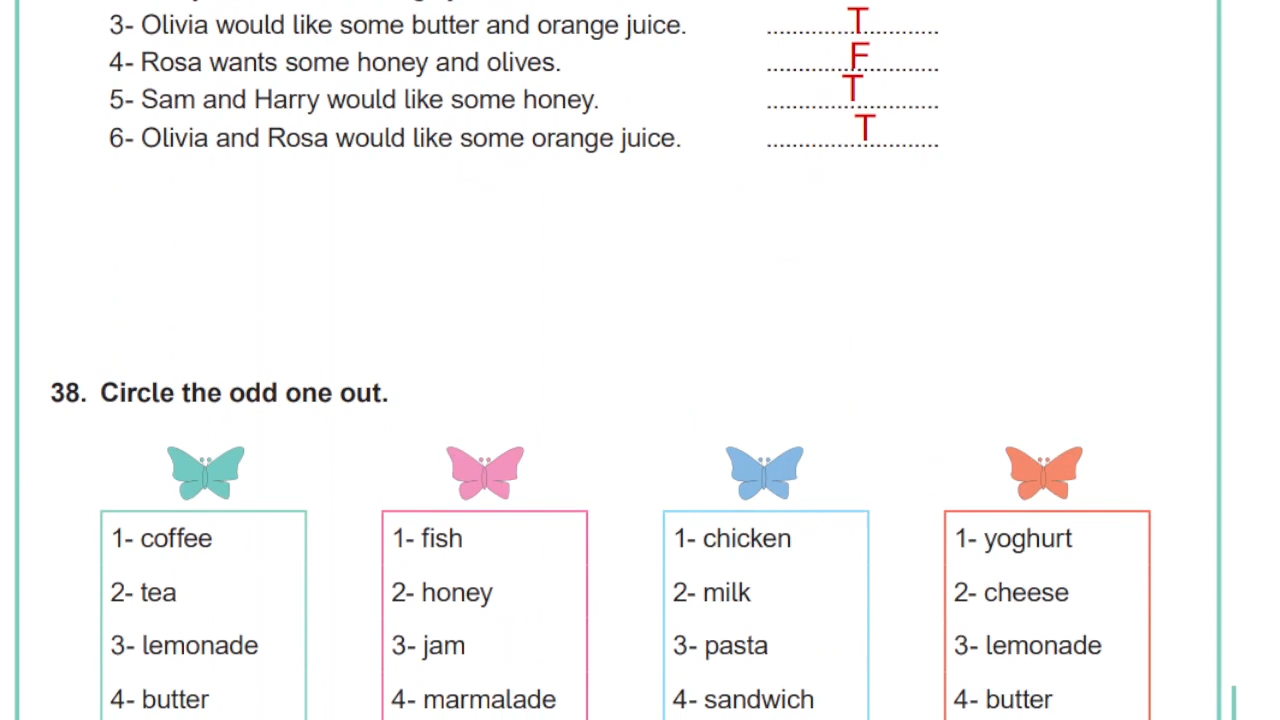 3- Olivia would like some butter and orange juice. ........................... T
4- Rosa wants some honey and olives. ........................... F
5- Sam and Harry would like some honey. ........................... T
6- Olivia and Rosa would like some orange juice. ........................... T
38. Circle the odd one out.
1- coffee
2- tea
3- lemonade
4- butter
1- fish
2- honey
3- jam
4- marmalade
1- chicken
2- milk
3- pasta
4- sandwich
1- yoghurt
2- cheese
3- lemonade
4- butter